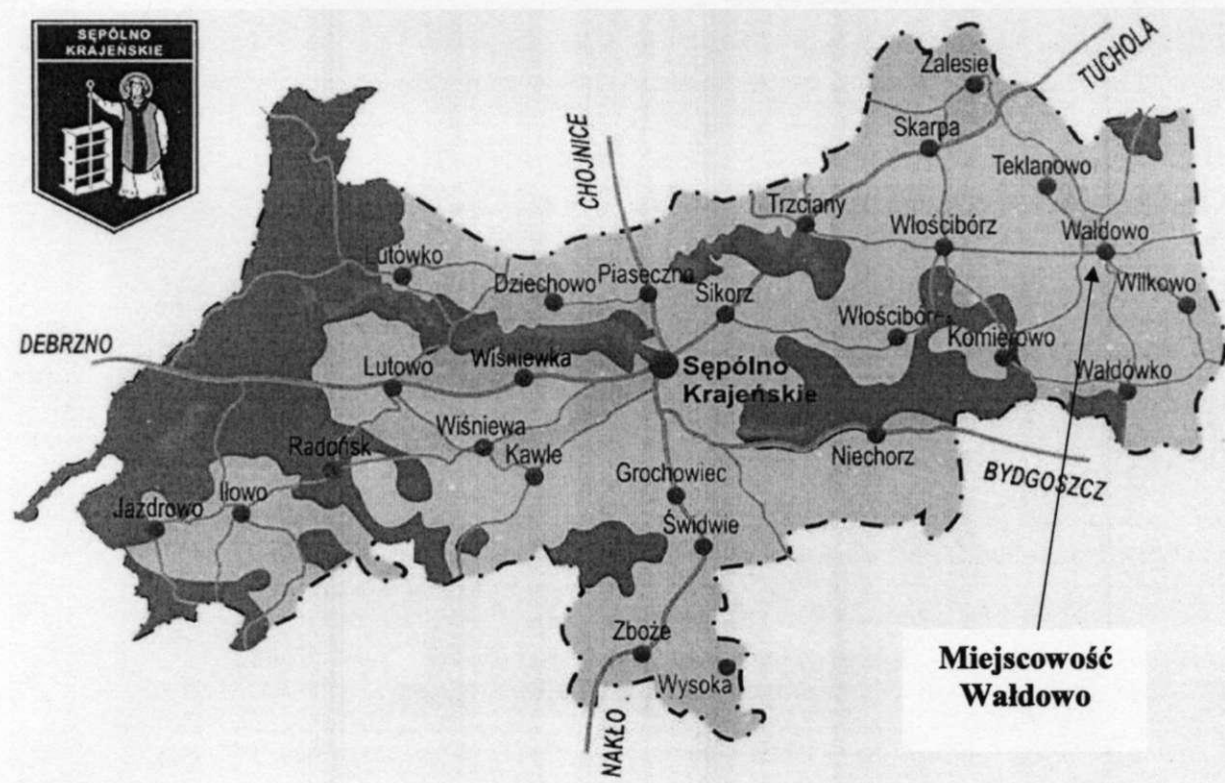 SĘPÓLNO
KRAJEŃSKIE
TUCHOLA
Zalesie
CHOJNICE
Skarpa
Teklanowo
Trzciany
Włościbórz
Wałdowo
Lutówko
Dziechowo
Piaseczno
Sikorz
Wilkowo
Włościbórz
Komierowo
DEBRZNO
Lutowo
Wiśniewka
Sępólno
Krajeńskie
Wałdówko
Wiśniewa
Radońsk
Kawle
Niechorz
BYDGOSZCZ
Grochowiec
Jazdrowo
Iłowo
Świdwie
Zboże
Wysoka
NAKŁO
Miejscowość
Wałdowo